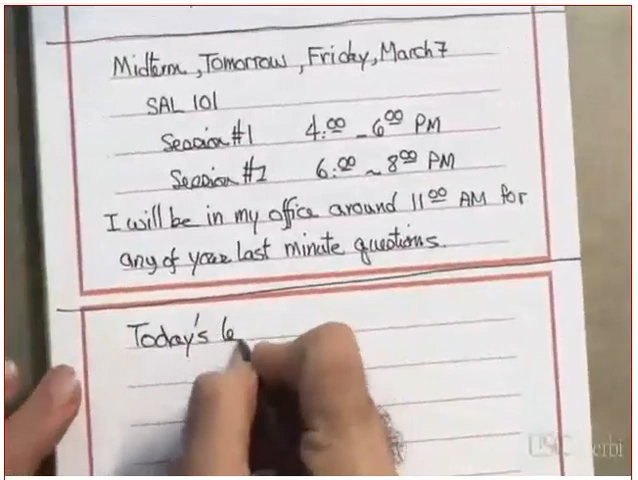 Midterm, Tomorrow, Friday, March 7
SAL 101
Session #1 4:00 - 6:00 PM
Session #2 6:00 ~ 8:00 PM
I will be in my office around 11:00 AM for
any of your last minute questions.
Today's
USC